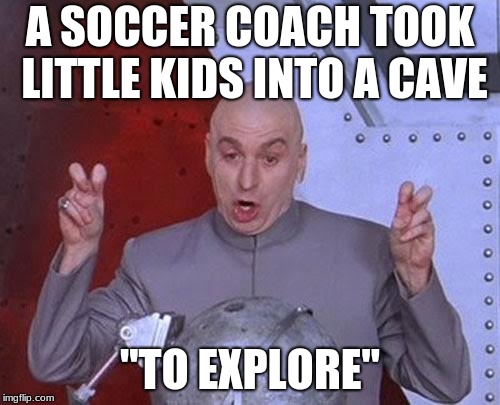 A SOCCER COACH TOOK
LITTLE KIDS INTO A CAVE
"TO EXPLORE"
imgflip.com